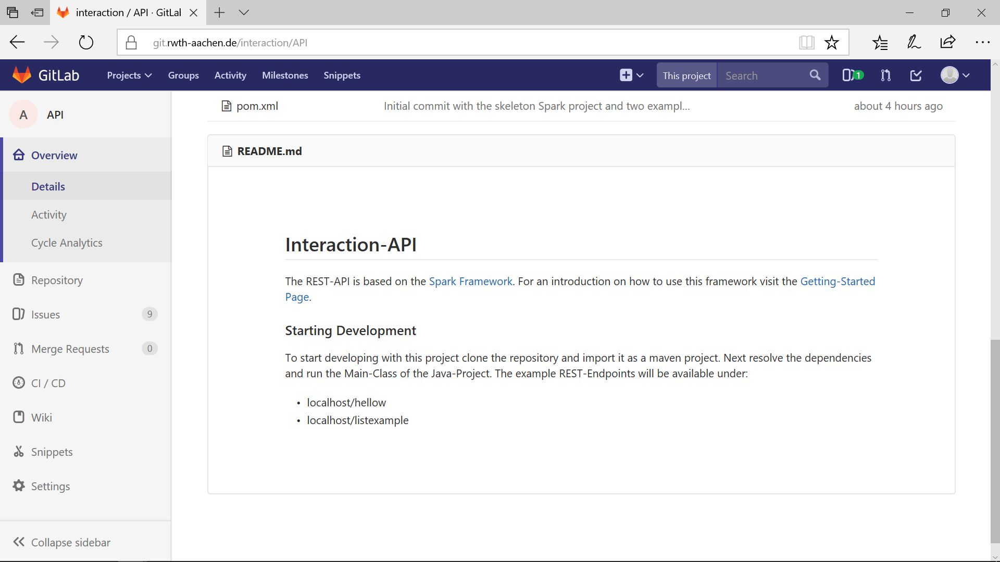 interaction / API · GitLal
git.rwth-aachen.de/interaction/API
GitLab Projects Groups Activity Milestones Snippets This project Search 1
A API
Overview
Details
Activity
Cycle Analytics
Repository
Issues 9
Merge Requests 0
CI / CD
Wiki
Snippets
Settings
Collapse sidebar
pom.xml Initial commit with the skeleton Spark project and two exampl... about 4 hours ago
README.md
Interaction-API
The REST-API is based on the Spark Framework. For an introduction on how to use this framework visit the Getting-Started
Page.
Starting Development
To start developing with this project clone the repository and import it as a maven project. Next resolve the dependencies
and run the Main-Class of the Java-Project. The example REST-Endpoints will be available under:
• localhost/hellow
• localhost/listexample